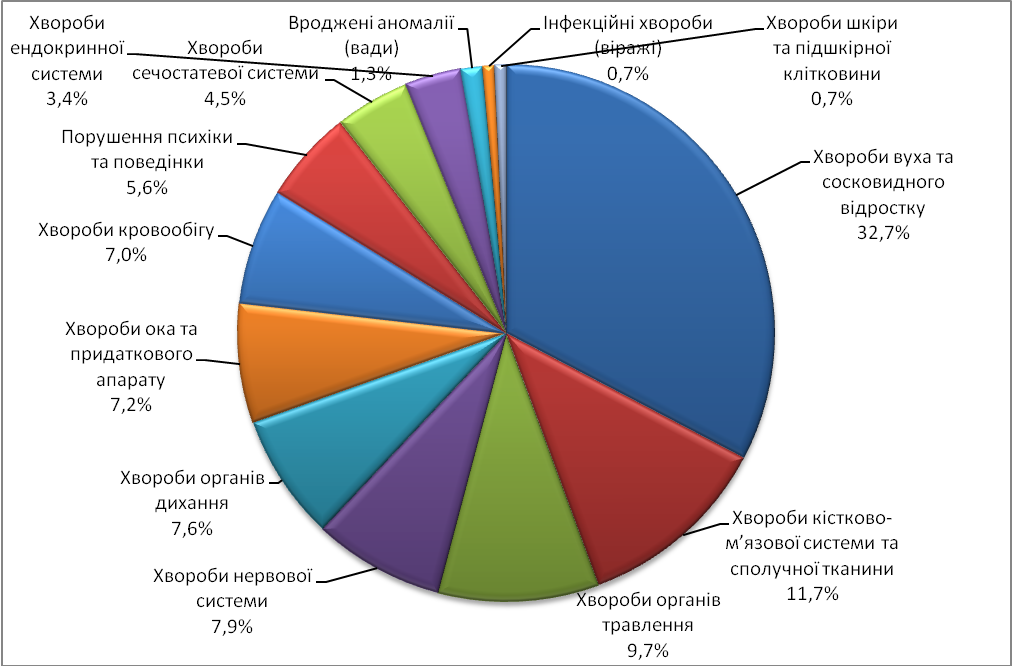 Хвороби
ендокринної
системи
3,4%
Хвороби
сечостатевої системи
4,5%
Вроджені аномалії
(вади)
1,3%
Інфекційні хвороби
(віражі)
0,7%
Хвороби шкіри
та підшкірної
клітковини
0,7%
Хвороби вуха та
сосковидного
відростку
32,7%
Хвороби кістково-
м’язової системи та
сполучної тканини
11,7%
Хвороби органів
травлення
9,7%
Хвороби нервової
системи
7,9%
Хвороби органів
дихання
7,6%
Хвороби ока та
придаткового
апарату
7,2%
Хвороби кровообігу
7,0%
Порушення психіки
та поведінки
5,6%